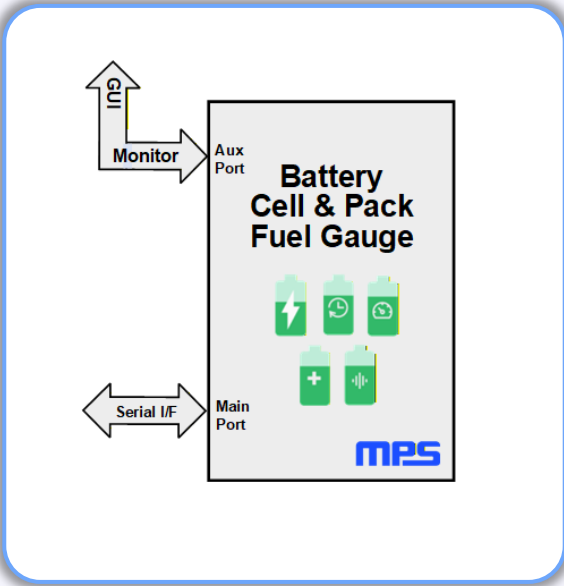 GUI
Monitor
Aux
Port
Battery
Cell & Pack
Fuel Gauge
Serial I/F
Main
Port
MPS